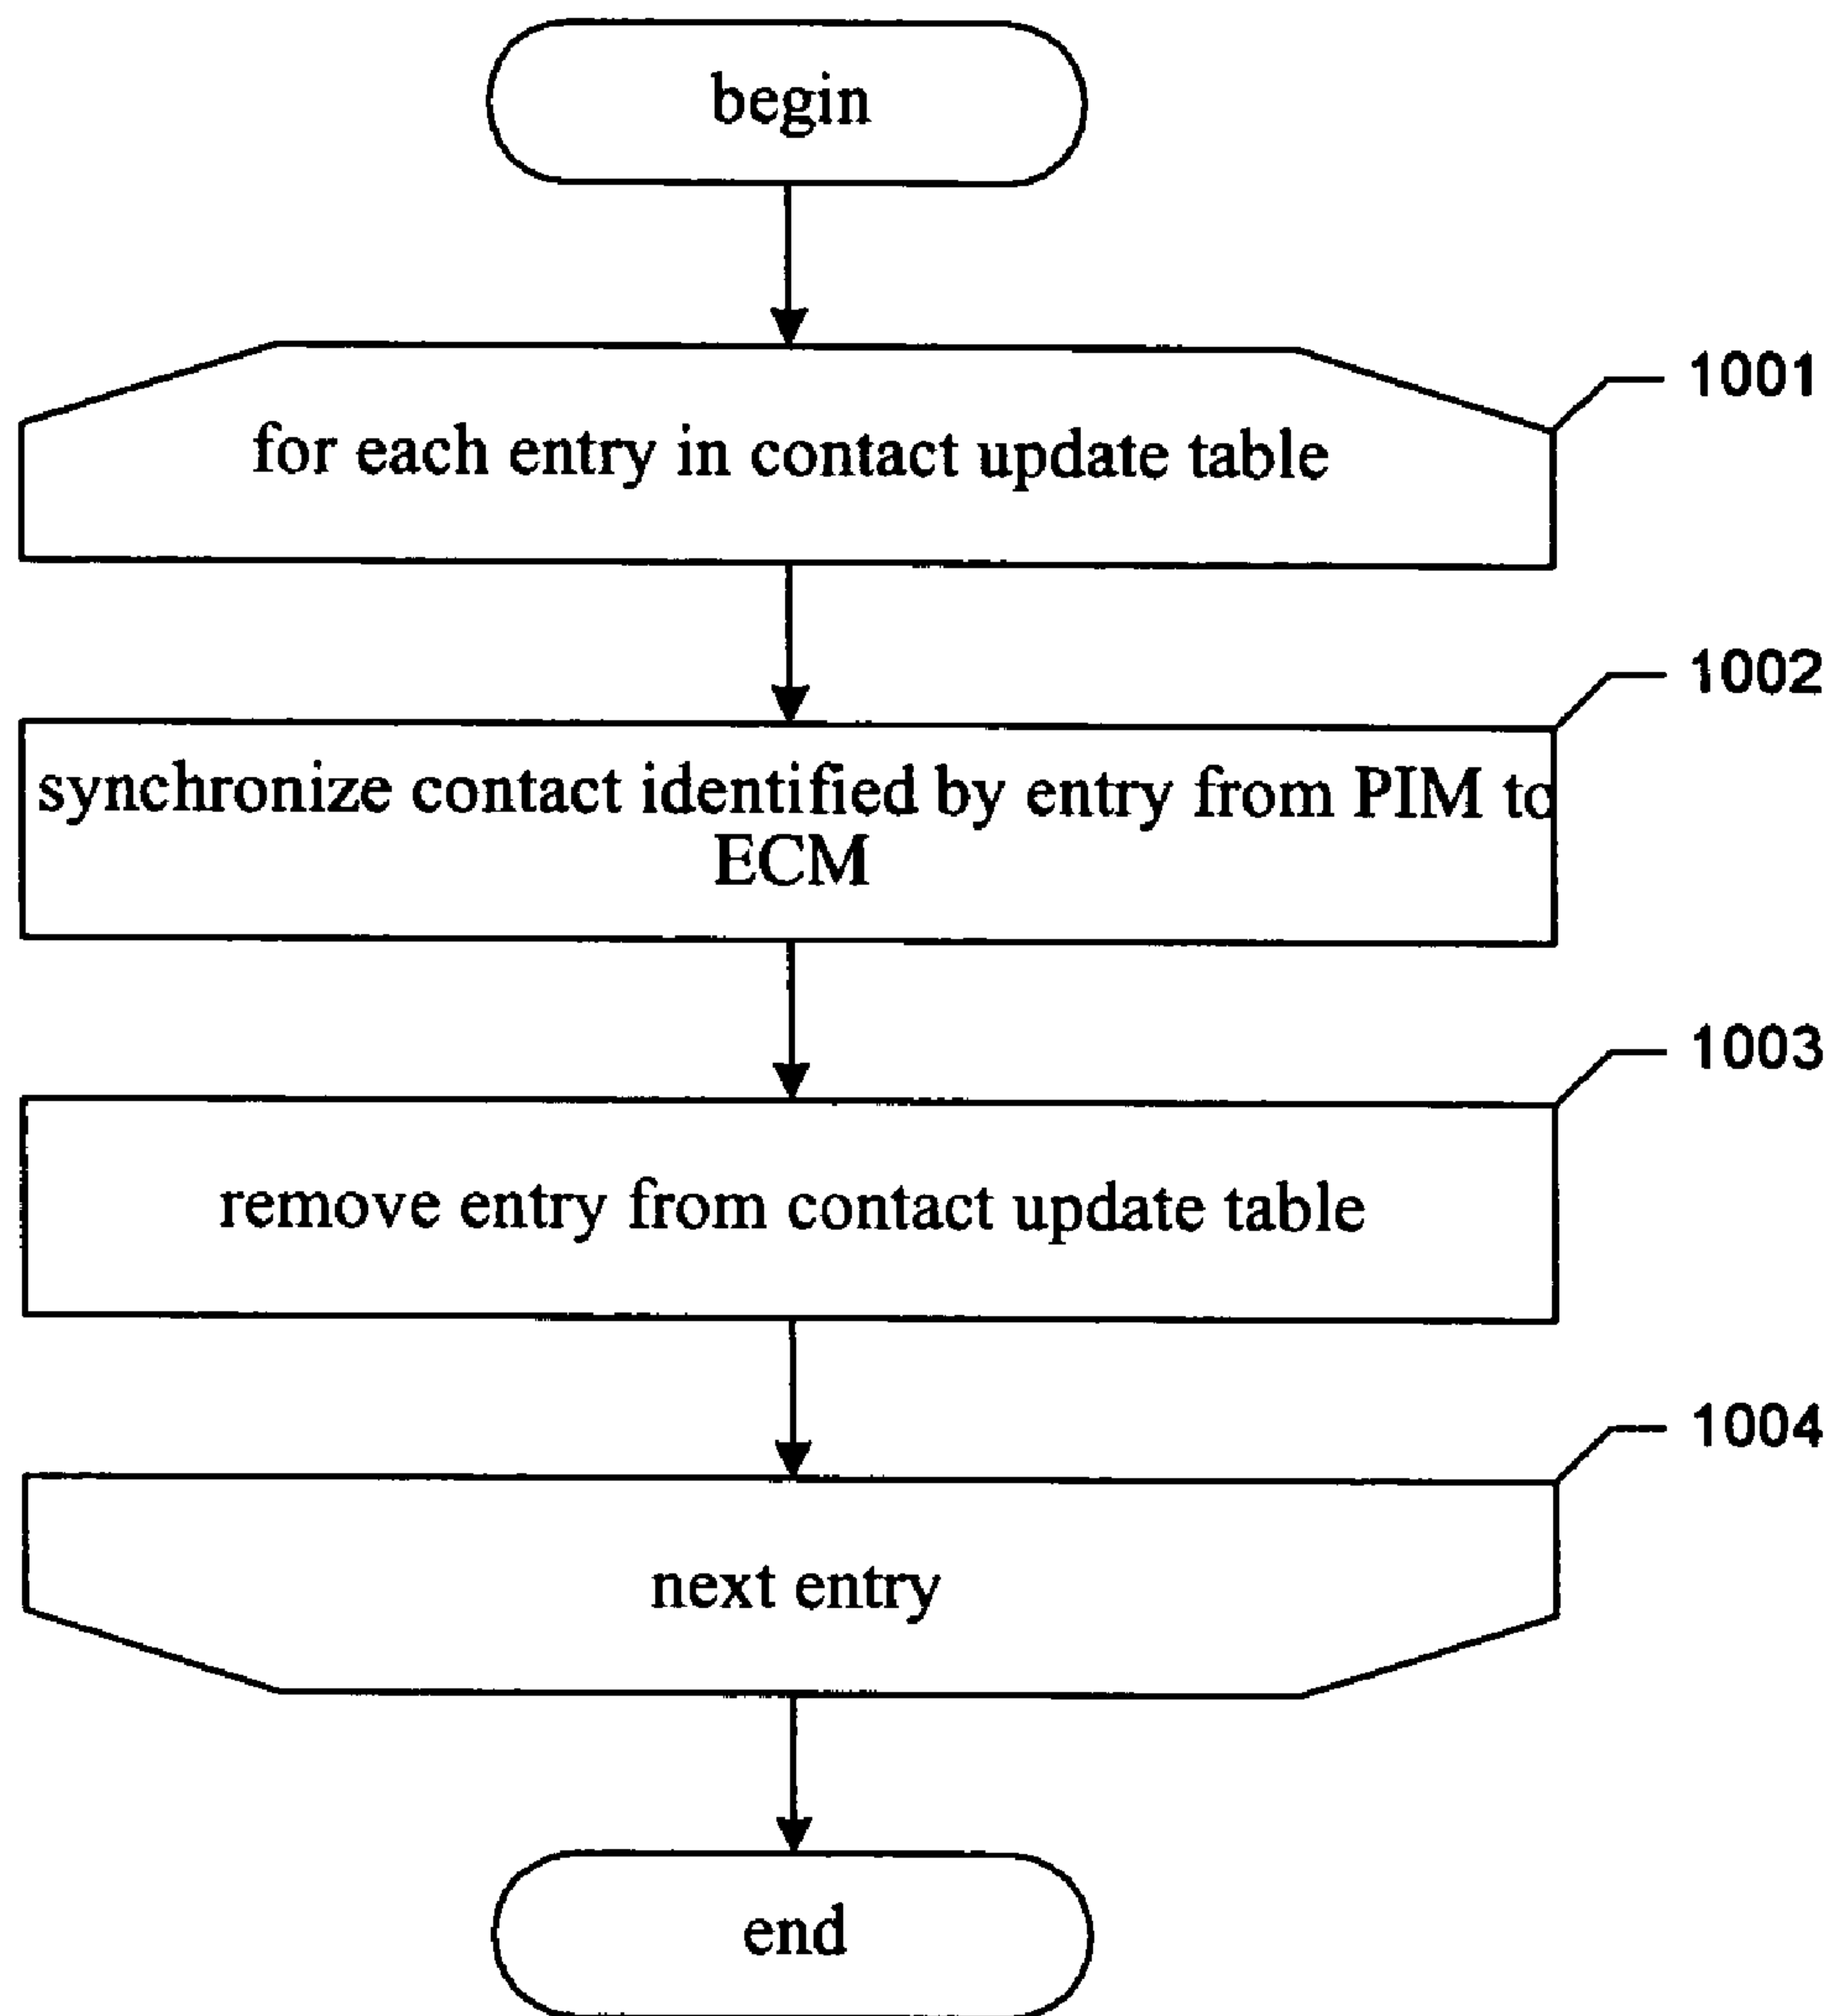 begin
1001
for each entry in contact update table
1002
synchronize contact identified by entry from PIM to
ECM
1003
remove entry from contact update table
1004
next entry
end